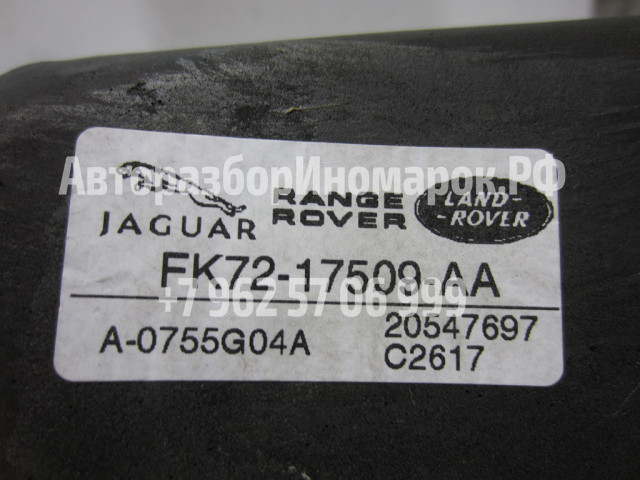 АвторазборИномарок.РФ
JAGUAR
RANGE ROVER
LAND-
-ROVER
FK72-17509-AA
+7 962 57 06 999
A-0755G04A
20547697
C2617